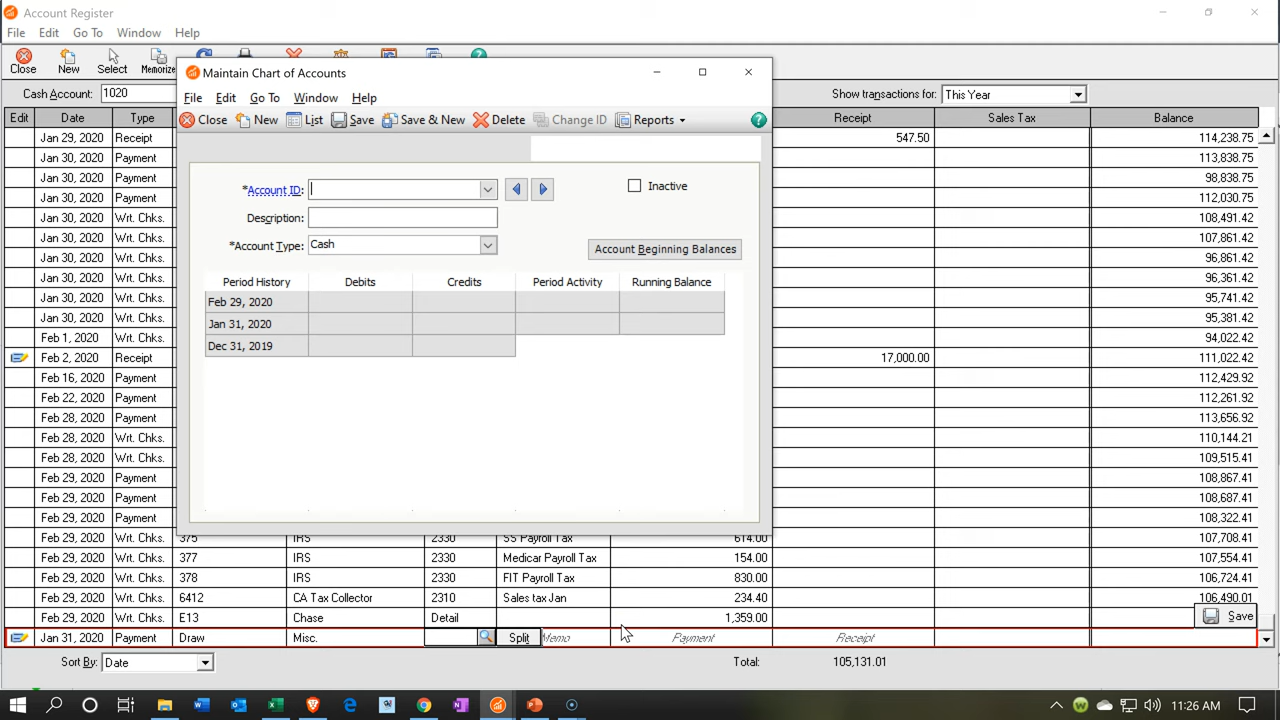 Account Register
File Edit Go To Window Help
Close New Select Memorize
Cash Account: 1020 Show transactions for: This Year
Edit Date Type Receipt Sales Tax Balance
Maintain Chart of Accounts
File Edit Go To Window Help
Close New List Save Save & New Delete Change ID Reports
*Account ID: Inactive
Description:
*Account Type: Cash Account Beginning Balances
Period History Debits Credits Period Activity Running Balance
Feb 29, 2020
Jan 31, 2020
Dec 31, 2019
Jan 29, 2020 Receipt 547.50 114,238.75
Jan 30, 2020 Payment 113,838.75
Jan 30, 2020 Payment 98,838.75
Jan 30, 2020 Payment 112,030.75
Jan 30, 2020 Wrt. Chks. 108,491.42
Jan 30, 2020 Wrt. Chks. 107,861.42
Jan 30, 2020 Wrt. Chks. 96,861.42
Jan 30, 2020 Wrt. Chks. 96,361.42
Jan 30, 2020 Wrt. Chks. 95,741.42
Jan 30, 2020 Wrt. Chks. 95,381.42
Feb 1, 2020 Wrt. Chks. 94,022.42
Feb 2, 2020 Receipt 17,000.00 111,022.42
Feb 16, 2020 Payment 112,429.92
Feb 22, 2020 Payment 112,261.92
Feb 28, 2020 Payment 113,656.92
Feb 28, 2020 Wrt. Chks. 110,144.21
Feb 28, 2020 Wrt. Chks. 109,515.41
Feb 29, 2020 Payment 108,867.41
Feb 29, 2020 Payment 108,687.41
Feb 29, 2020 Payment 108,322.41
Feb 29, 2020 Wrt. Chks. 375 IRS 2330 SS Payroll Tax 614.00 107,708.41
Feb 29, 2020 Wrt. Chks. 377 IRS 2330 Medicar Payroll Tax 154.00 107,554.41
Feb 29, 2020 Wrt. Chks. 378 IRS 2330 FIT Payroll Tax 830.00 106,724.41
Feb 29, 2020 Wrt. Chks. 6412 CA Tax Collector 2310 Sales tax Jan 234.40 106,490.01
Feb 29, 2020 Wrt. Chks. E13 Chase Detail 1,359.00 Save
Jan 31, 2020 Payment Draw Misc. Split Memo Payment Receipt
Sort By: Date Total: 105,131.01
11:26 AM